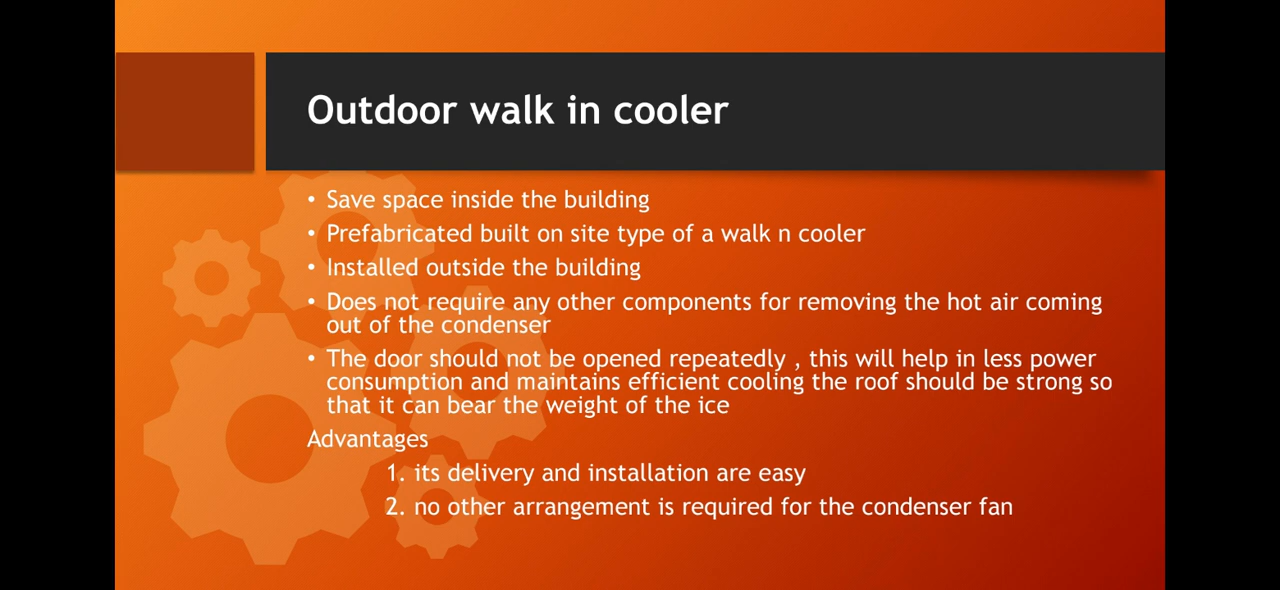 Outdoor walk in cooler
• Save space inside the building
• Prefabricated built on site type of a walk n cooler
• Installed outside the building
• Does not require any other components for removing the hot air coming
out of the condenser
• The door should not be opened repeatedly , this will help in less power
consumption and maintains efficient cooling the roof should be strong so
that it can bear the weight of the ice
Advantages
1. its delivery and installation are easy
2. no other arrangement is required for the condenser fan